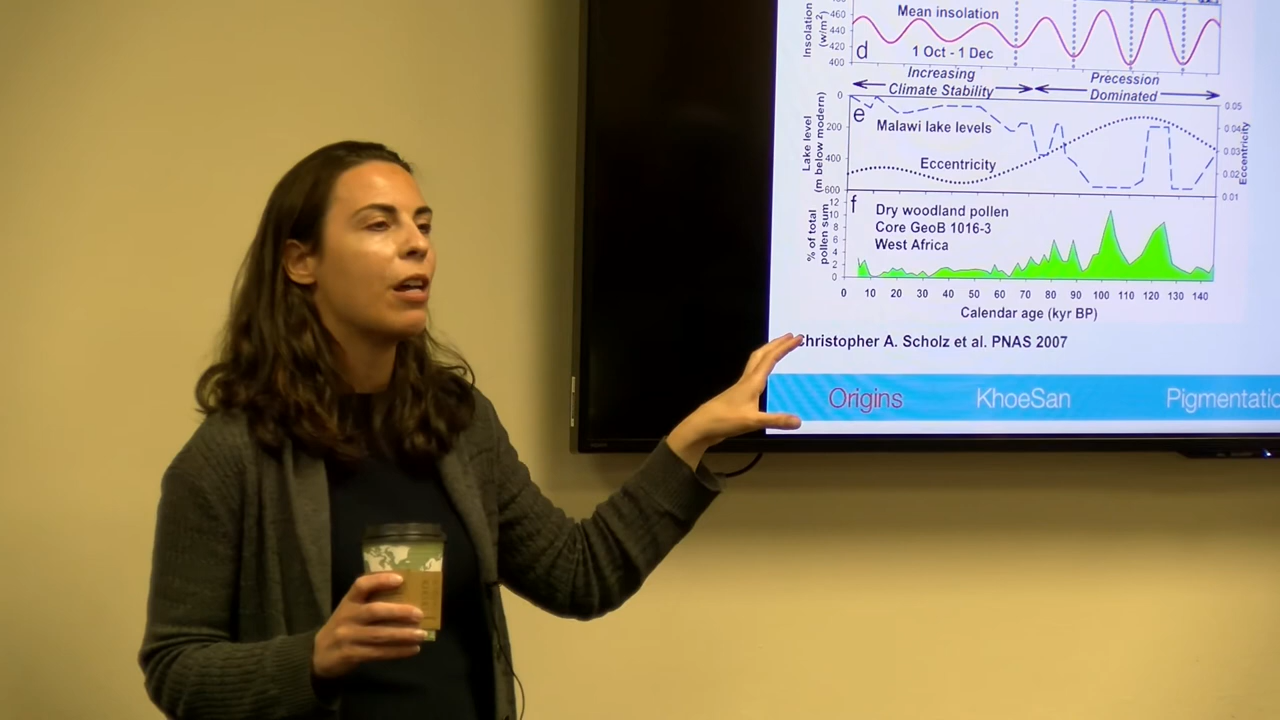 Insolation
(w/m²)
460
440
420
400
Mean insolation
d
1 Oct - 1 Dec
Increasing
Climate Stability
Precession
Dominated
Lake level
(m below modern)
0
200
400
600
e
Malawi lake levels
Eccentricity
0.05
0.04
0.03
0.02
0.01
Eccentricity
% of total
pollen sum
12
10
8
6
4
2
0
f
Dry woodland pollen
Core GeoB 1016-3
West Africa
0 10 20 30 40 50 60 70 80 90 100 110 120 130 140
Calendar age (kyr BP)
Christopher A. Scholz et al. PNAS 2007
Origins KhoeSan Pigmentatio